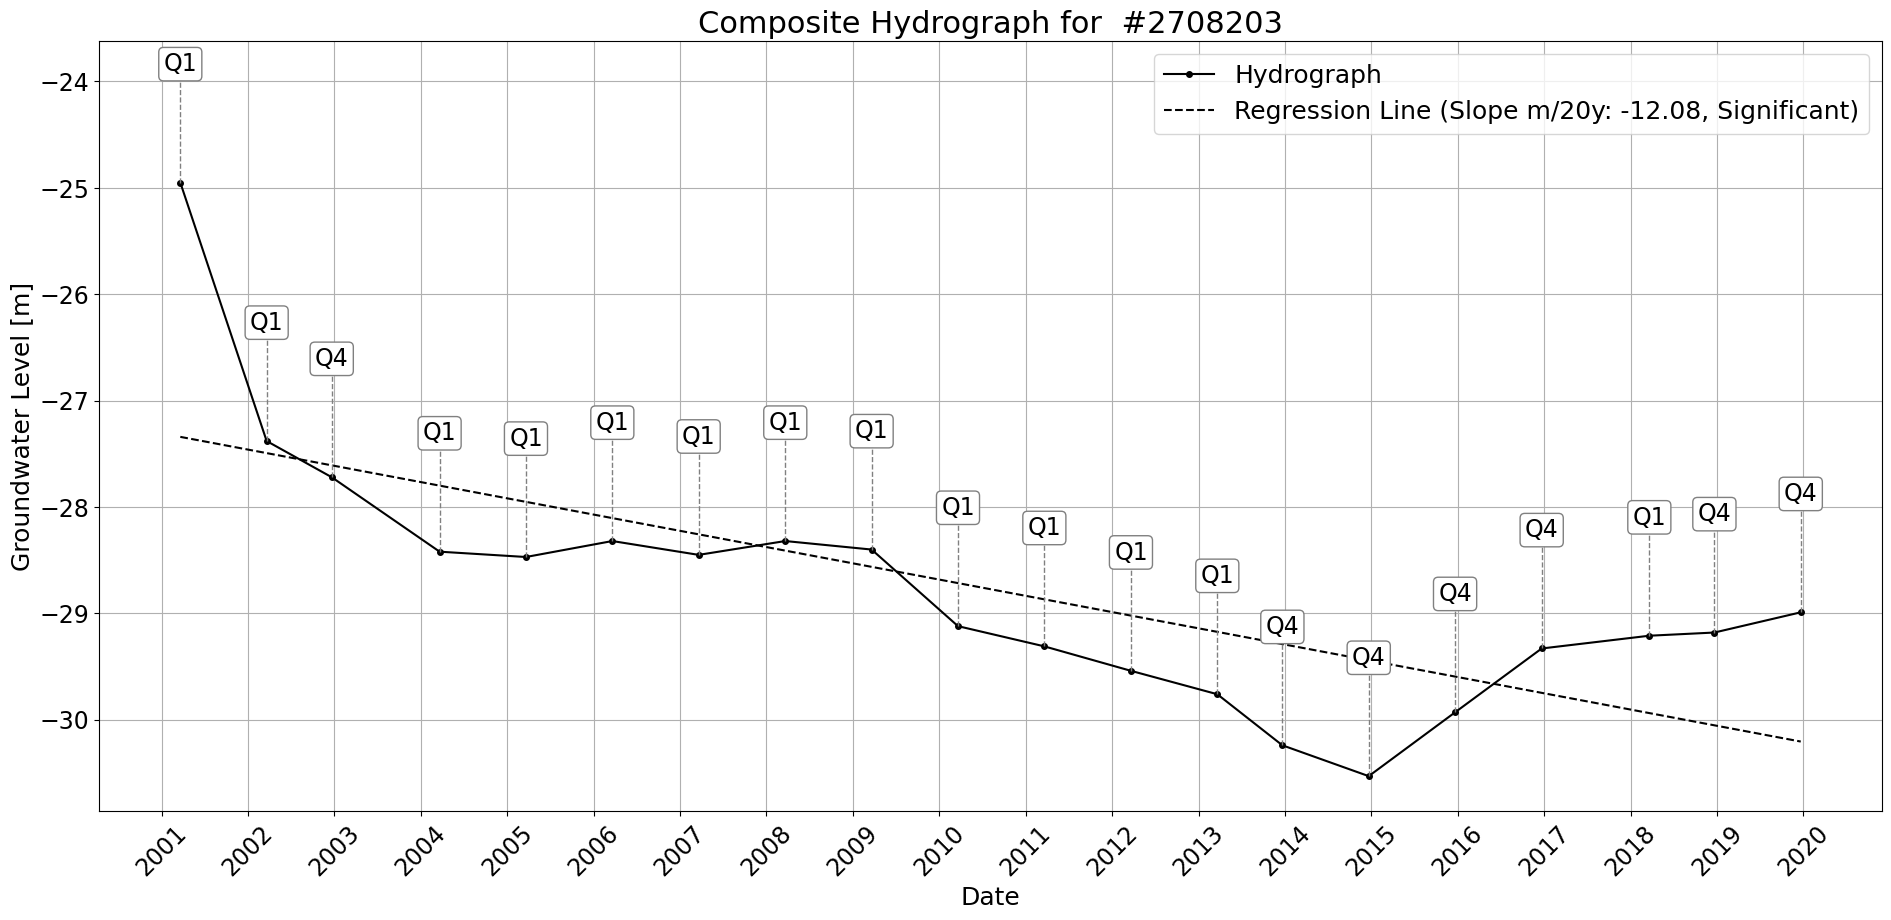 Composite Hydrograph for  #2708203
Hydrograph
Regression Line (Slope m/20y: -12.08, Significant)
Groundwater Level [m]
−24
−25
−26
−27
−28
−29
−30
Q1
Q1
Q4
Q1
Q1
Q1
Q1
Q1
Q1
Q1
Q1
Q1
Q1
Q4
Q4
Q4
Q4
Q1
Q4
Q4
2001
2002
2003
2004
2005
2006
2007
2008
2009
2010
2011
2012
2013
2014
2015
2016
2017
2018
2019
2020
Date